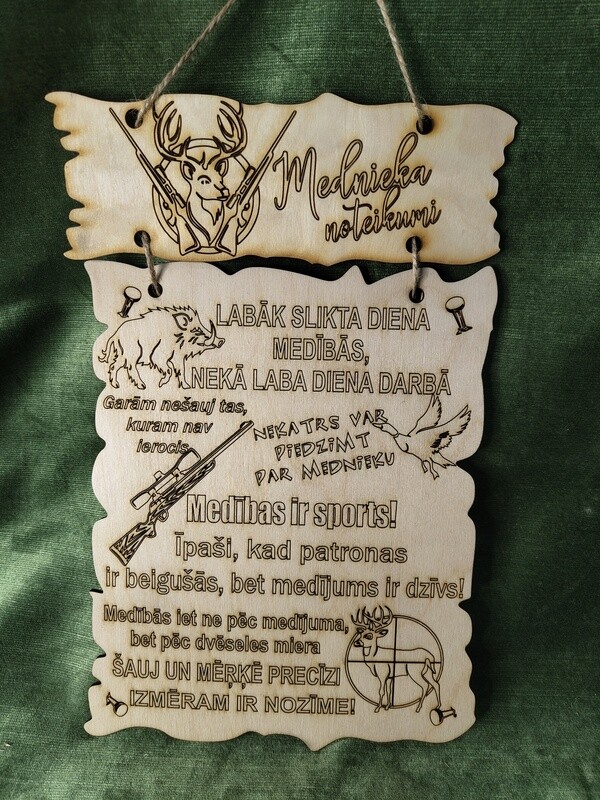 Mednieka
noteikumi
LABĀK SLIKTA DIENA
MEDĪBĀS,
NEKĀ LABA DIENA DARBĀ
Garām nešauj tas,
kuram nav
ierocis
NEKATRS VAR
PIEDZIMT
PAR MEDNIEKU
Medības ir sports!
Īpaši, kad patronas
ir beigušās, bet medījums ir dzīvs!
Medībās iet ne pēc medījuma,
bet pēc dvēseles miera
ŠAUJ UN MĒRĶĒ PRECĪZI
IZMĒRAM IR NOZĪME!